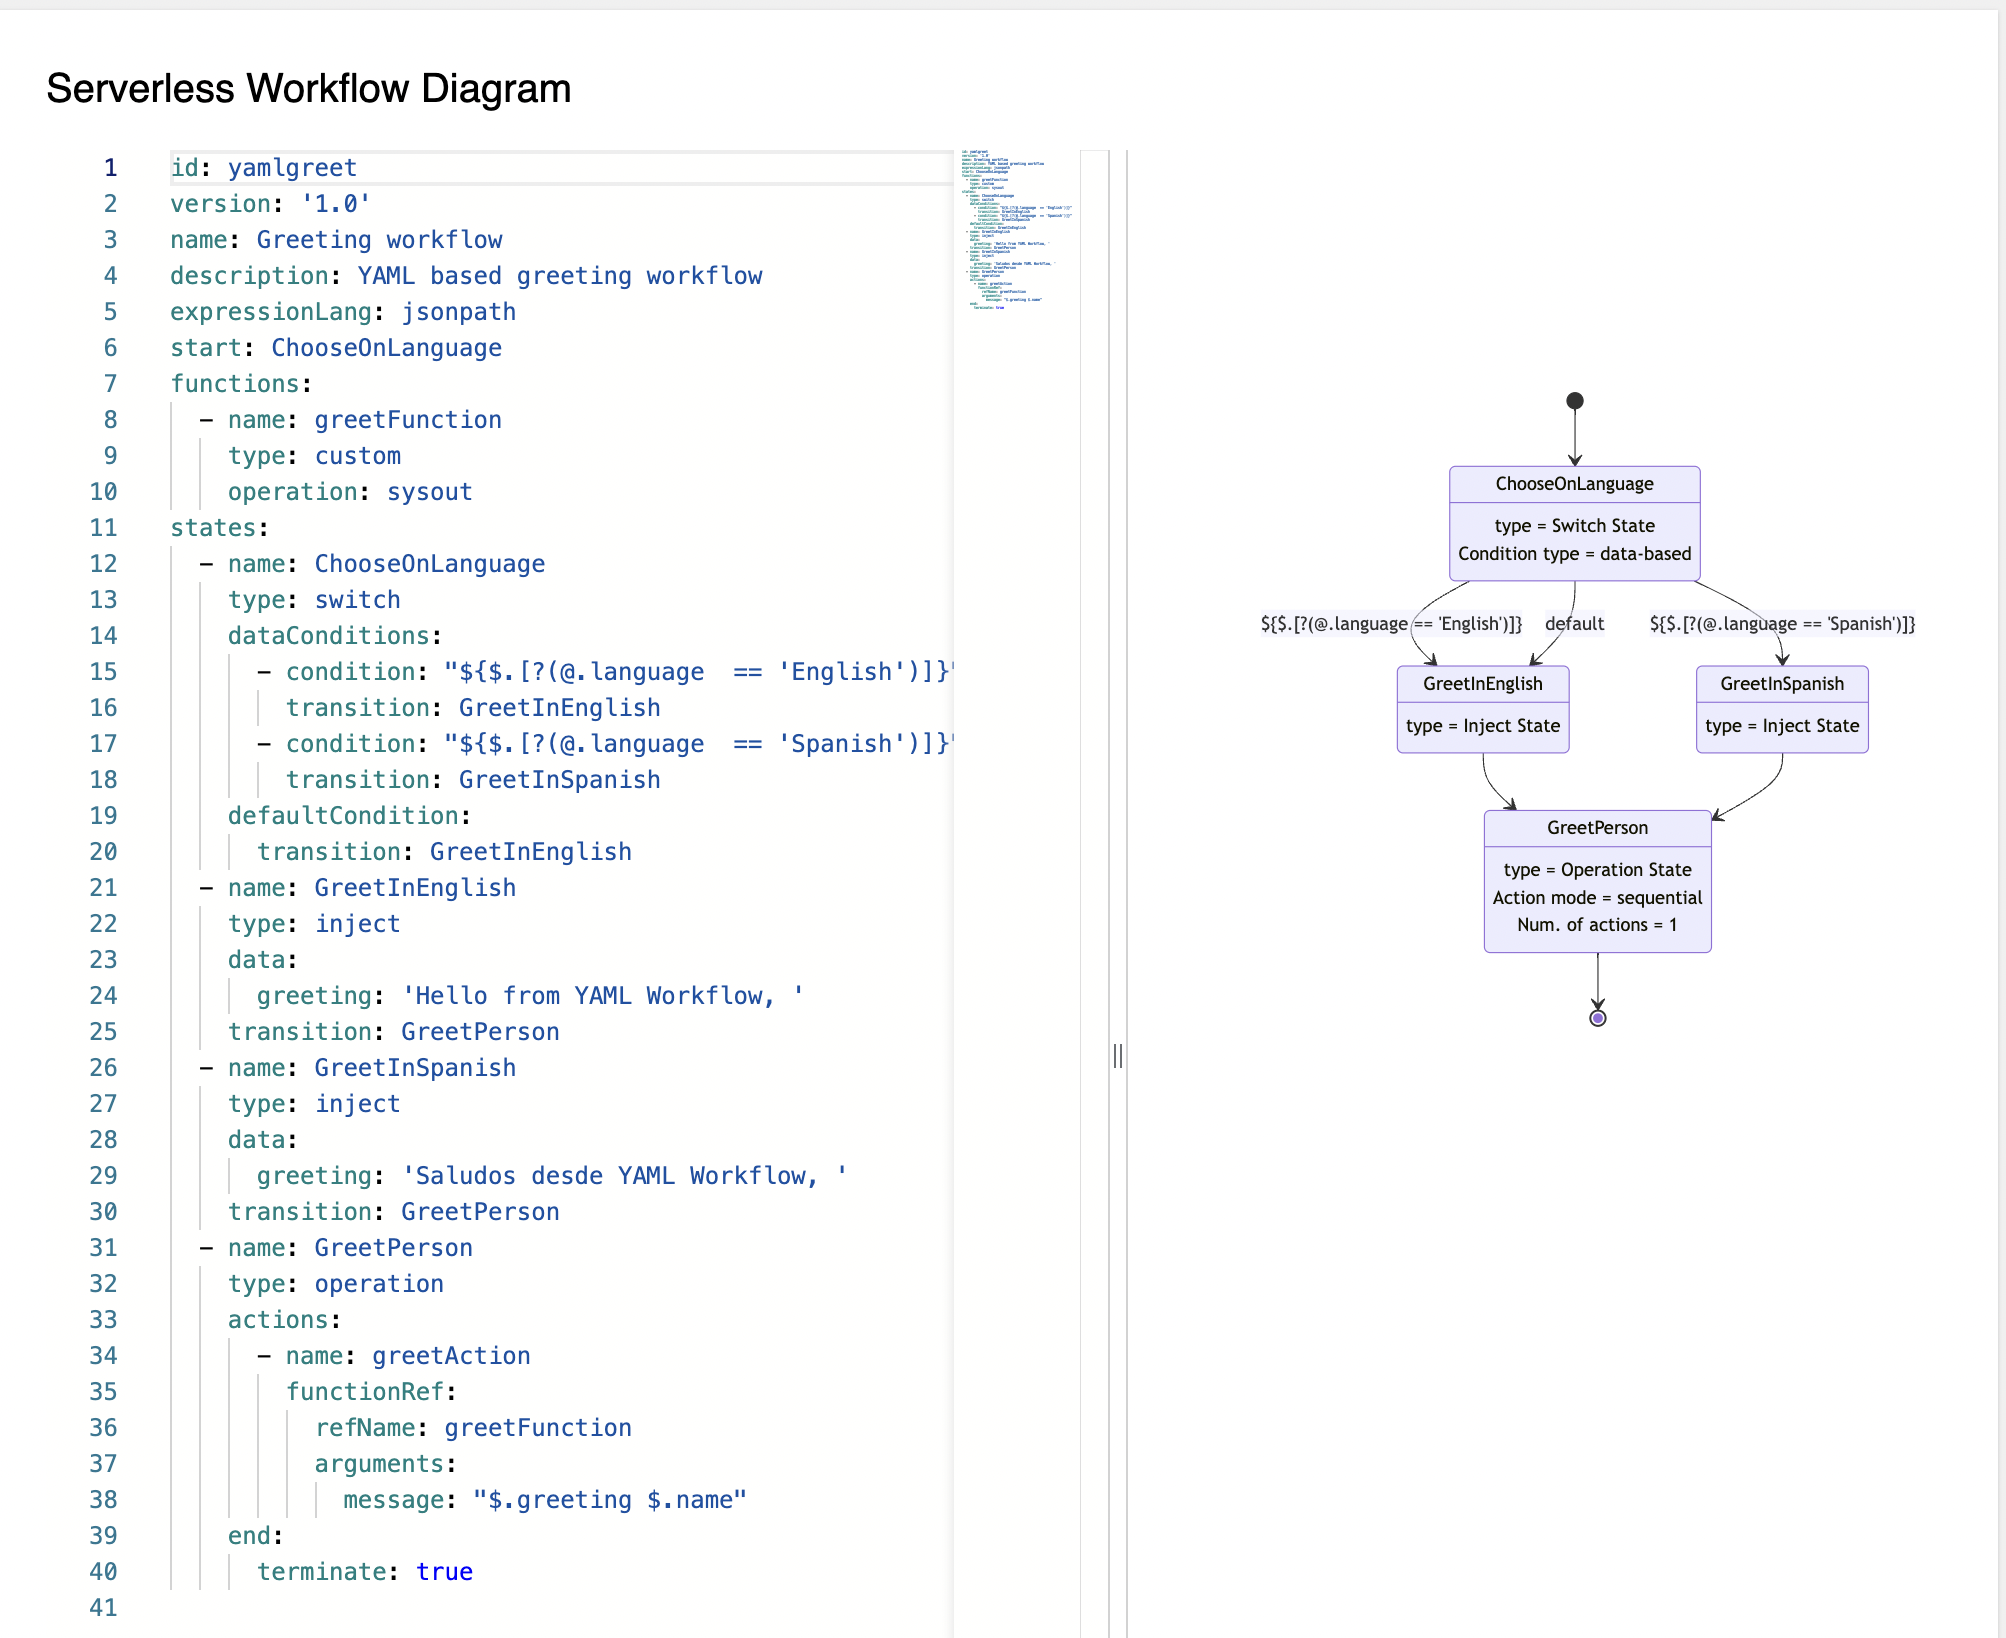 Serverless Workflow Diagram
1 id: yamlgreet
2 version: '1.0'
3 name: Greeting workflow
4 description: YAML based greeting workflow
5 expressionLang: jsonpath
6 start: ChooseOnLanguage
7 functions:
8 - name: greetFunction
9 type: custom
10 operation: sysout
11 states:
12 - name: ChooseOnLanguage
13 type: switch
14 dataConditions:
15 - condition: "${$.[?(@.language  == 'English')]}"
16 transition: GreetInEnglish
17 - condition: "${$.[?(@.language  == 'Spanish')]}"
18 transition: GreetInSpanish
19 defaultCondition:
20 transition: GreetInEnglish
21 - name: GreetInEnglish
22 type: inject
23 data:
24 greeting: 'Hello from YAML Workflow, '
25 transition: GreetPerson
26 - name: GreetInSpanish
27 type: inject
28 data:
29 greeting: 'Saludos desde YAML Workflow, '
30 transition: GreetPerson
31 - name: GreetPerson
32 type: operation
33 actions:
34 - name: greetAction
35 functionRef:
36 refName: greetFunction
37 arguments:
38 message: "$.greeting $.name"
39 end:
40 terminate: true
41
ChooseOnLanguage
type = Switch State
Condition type = data-based
${$.[?(@.language == 'English')]} default ${$.[?(@.language == 'Spanish')]}
GreetInEnglish
type = Inject State
GreetInSpanish
type = Inject State
GreetPerson
type = Operation State
Action mode = sequential
Num. of actions = 1